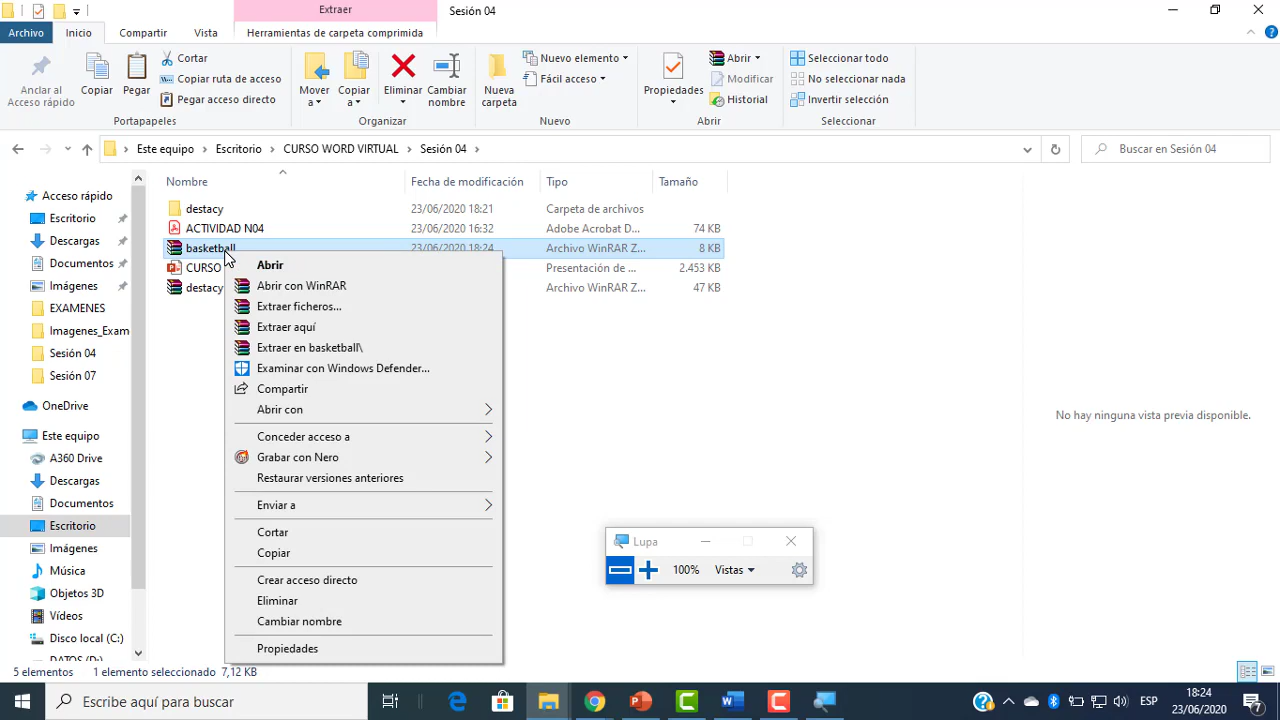 Extraer
Sesión 04
Archivo
Inicio
Compartir
Vista
Herramientas de carpeta comprimida
Anclar al
Acceso rápido
Copiar
Pegar
Cortar
Copiar ruta de acceso
Pegar acceso directo
Portapapeles
Mover
a
Copiar
a
Eliminar
Cambiar
nombre
Organizar
Nueva
carpeta
Nuevo elemento
Fácil acceso
Nuevo
Propiedades
Abrir
Modificar
Historial
Abrir
Seleccionar todo
No seleccionar nada
Invertir selección
Seleccionar
Este equipo
Escritorio
CURSO WORD VIRTUAL
Sesión 04
Buscar en Sesión 04
Nombre
Fecha de modificación
Tipo
Tamaño
destacy 23/06/2020 18:21 Carpeta de archivos
ACTIVIDAD N04 23/06/2020 16:32 Adobe Acrobat D... 74 KB
basketball 23/06/2020 18:24 Archivo WinRAR Z... 8 KB
CURSO Presentación de ... 2.453 KB
destacy Archivo WinRAR Z... 47 KB
Acceso rápido
Escritorio
Descargas
Documentos
Imágenes
EXAMENES
Imagenes_Exam
Sesión 04
Sesión 07
OneDrive
Este equipo
A360 Drive
Descargas
Documentos
Escritorio
Imágenes
Música
Objetos 3D
Vídeos
Disco local (C:)
DATOS (D:)
Abrir
Abrir con WinRAR
Extraer ficheros...
Extraer aquí
Extraer en basketball\
Examinar con Windows Defender...
Compartir
Abrir con
Conceder acceso a
Grabar con Nero
Restaurar versiones anteriores
Enviar a
Cortar
Copiar
Crear acceso directo
Eliminar
Cambiar nombre
Propiedades
No hay ninguna vista previa disponible.
Lupa
100%
Vistas
5 elementos
1 elemento seleccionado 7,12 KB
Escribe aquí para buscar
ESP
18:24
23/06/2020
7